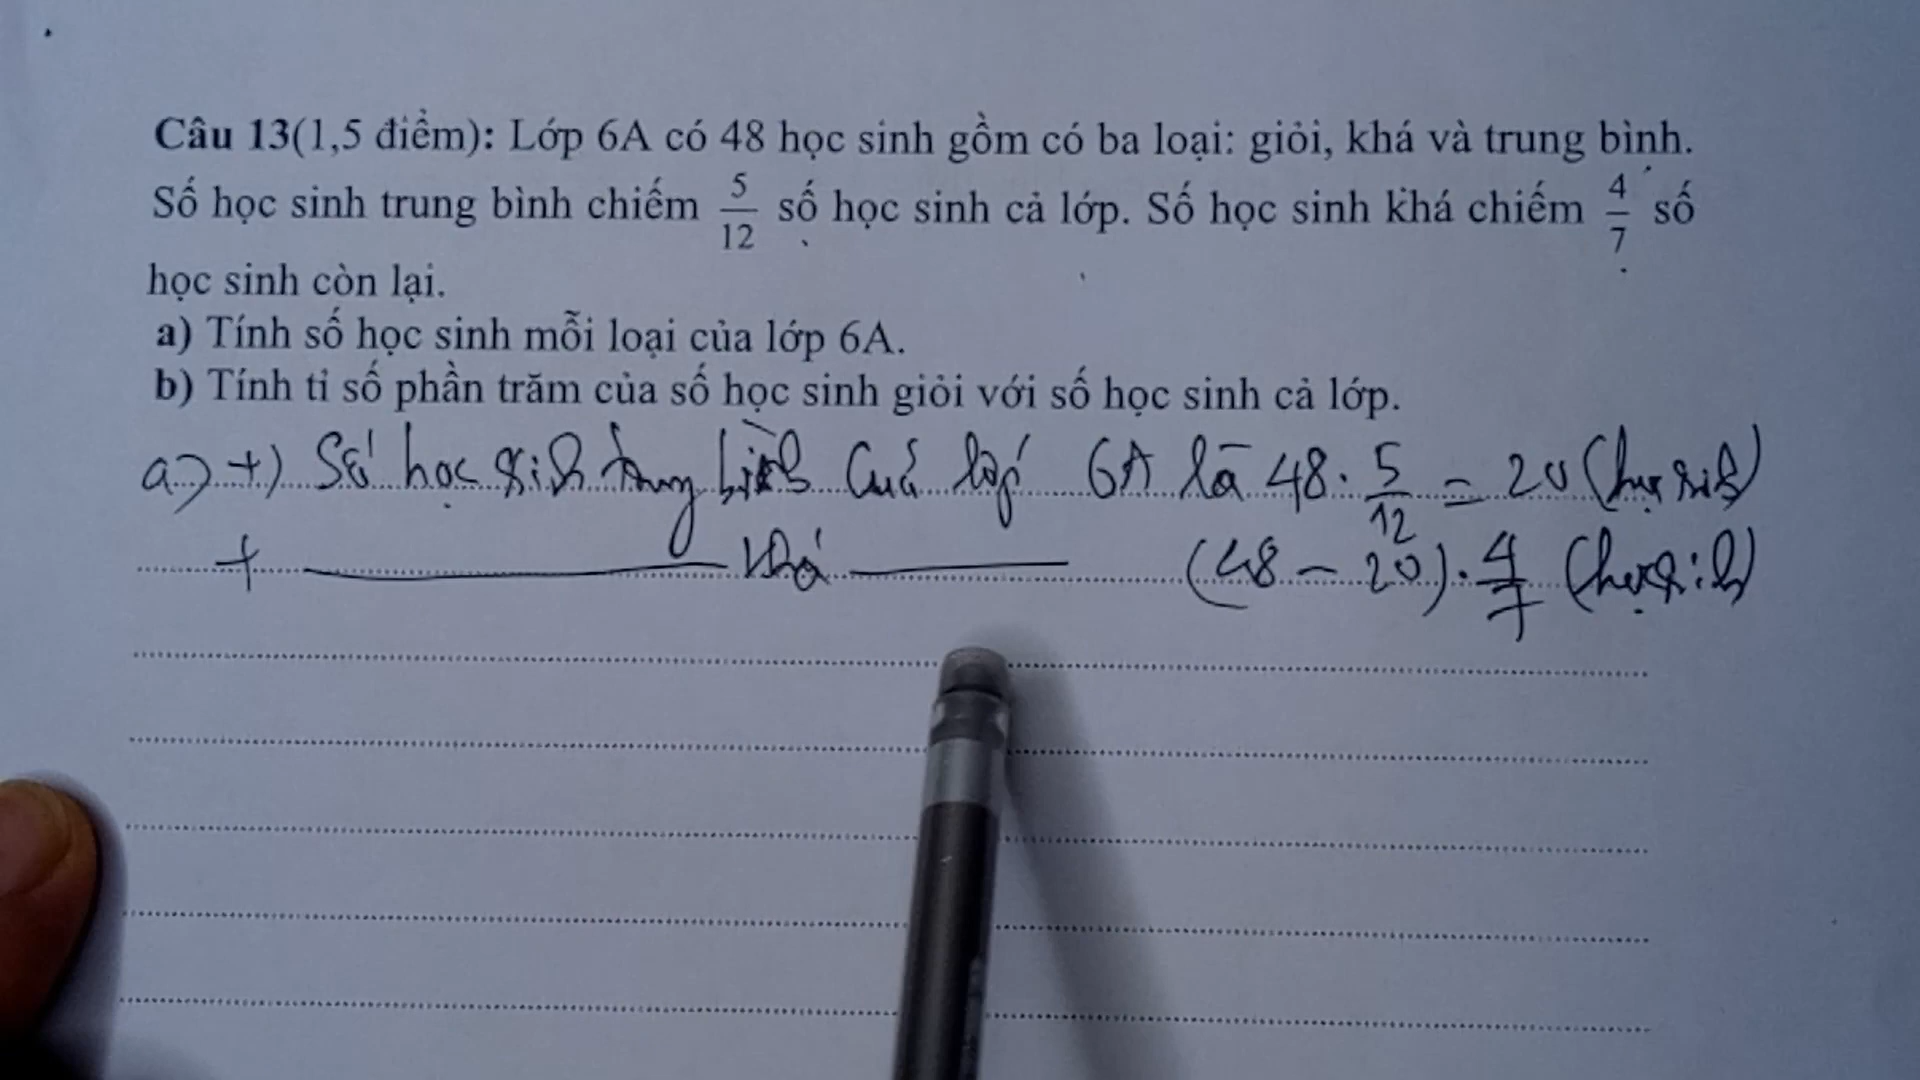 Câu 13(1,5 điểm): Lớp 6A có 48 học sinh gồm có ba loại: giỏi, khá và trung bình.
Số học sinh trung bình chiếm 5/12 số học sinh cả lớp. Số học sinh khá chiếm 4/7 số
học sinh còn lại.
a) Tính số học sinh mỗi loại của lớp 6A.
b) Tính tỉ số phần trăm của số học sinh giỏi với số học sinh cả lớp.
a) +) Số học sinh trung bình của lớp 6A là 48 . 5/12 = 20 (học sinh)
+ ——— khá ——— (48 - 20) . 4/7 (học sinh)